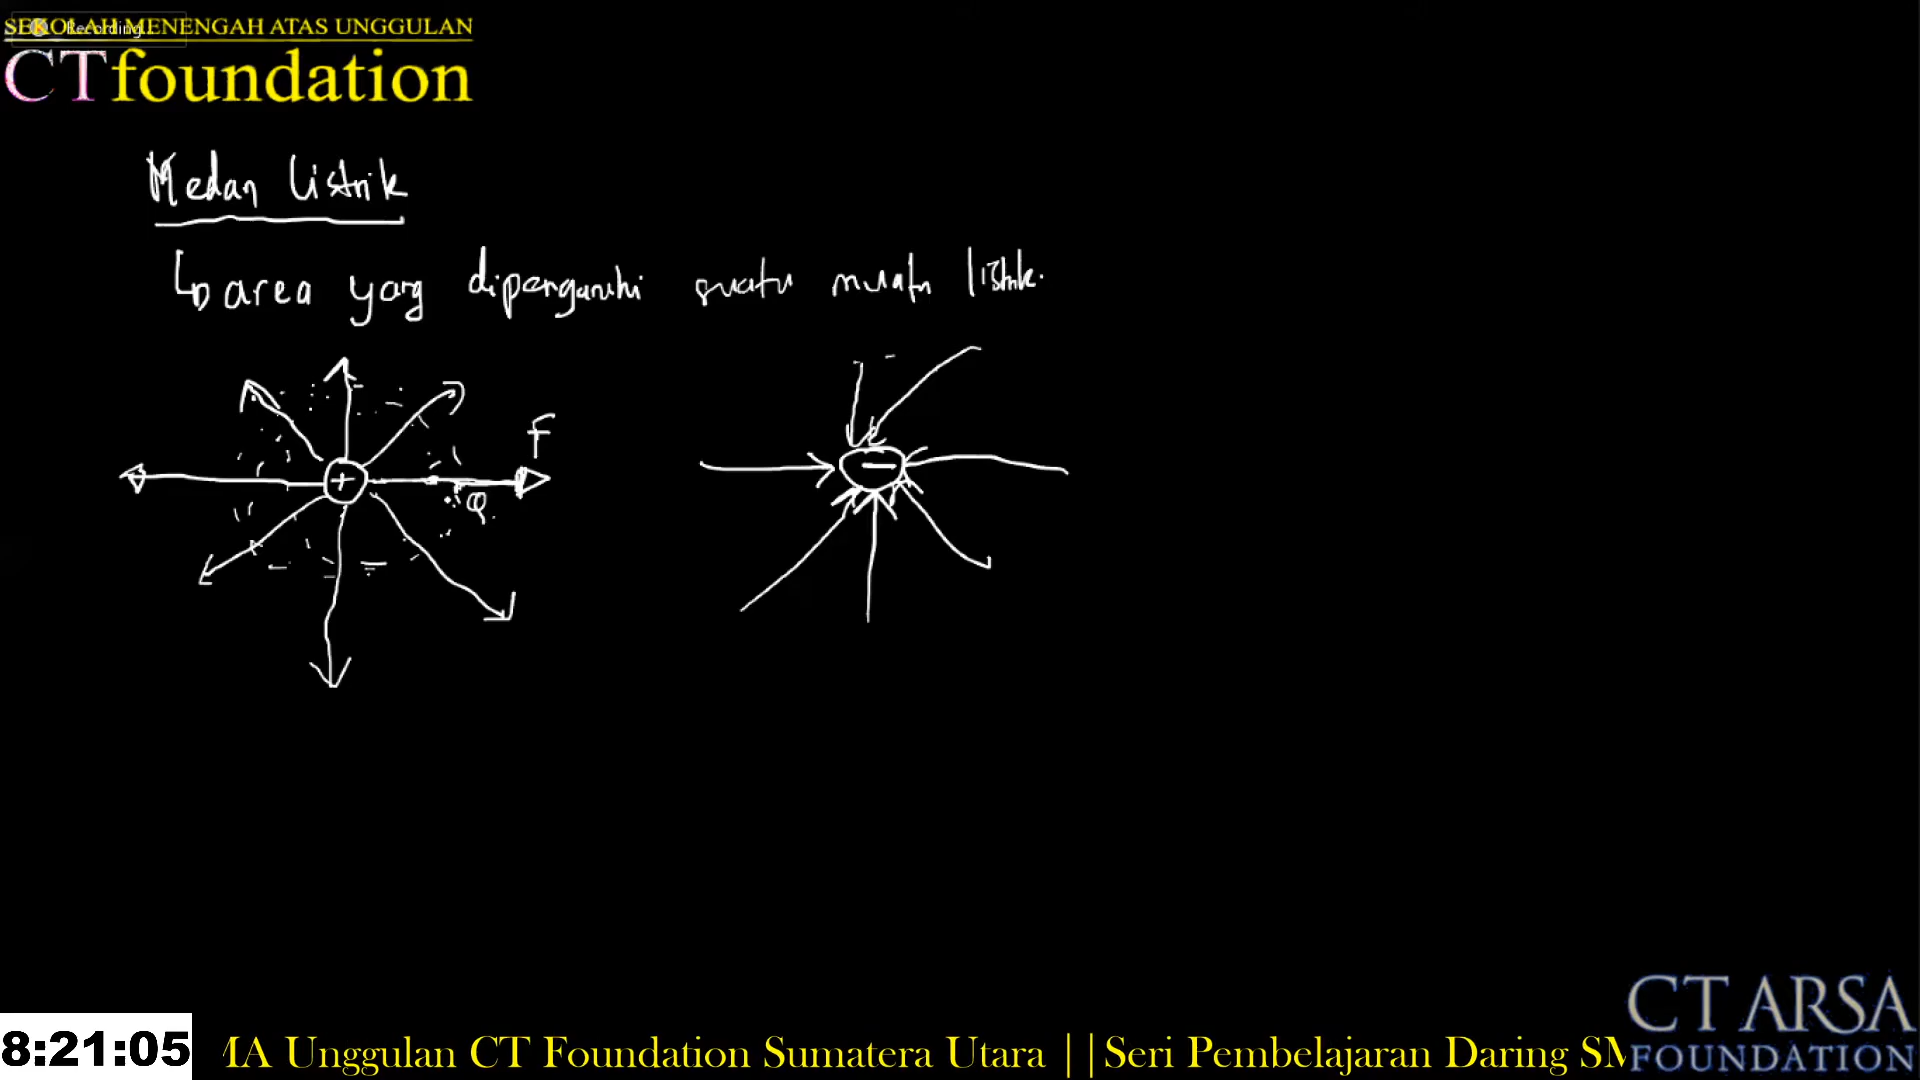 SEKOLAH MENENGAH ATAS UNGGULAN
Recording...
CTfoundation
Medan Listrik
area yang dipengaruhi suatu muatan listrik.
F
+
Q
-
8:21:05
MA Unggulan CT Foundation Sumatera Utara ||Seri Pembelajaran Daring SM
CT ARSA
FOUNDATION